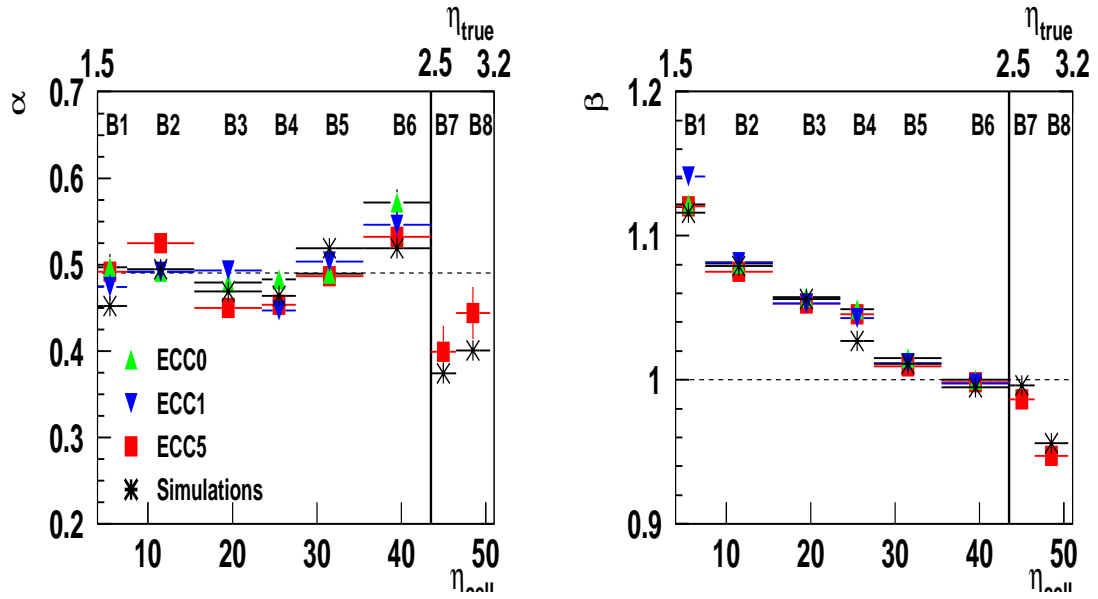 η_true
1.5 2.5 3.2
α
0.7
B1 B2 B3 B4 B5 B6 B7 B8
0.6
0.5
0.4
ECC0
ECC1
0.3
ECC5
Simulations
0.2
10 20 30 40 50
η_cell
η_true
1.5 2.5 3.2
β
1.2
B1 B2 B3 B4 B5 B6 B7 B8
1.1
1
0.9
10 20 30 40 50
η_cell